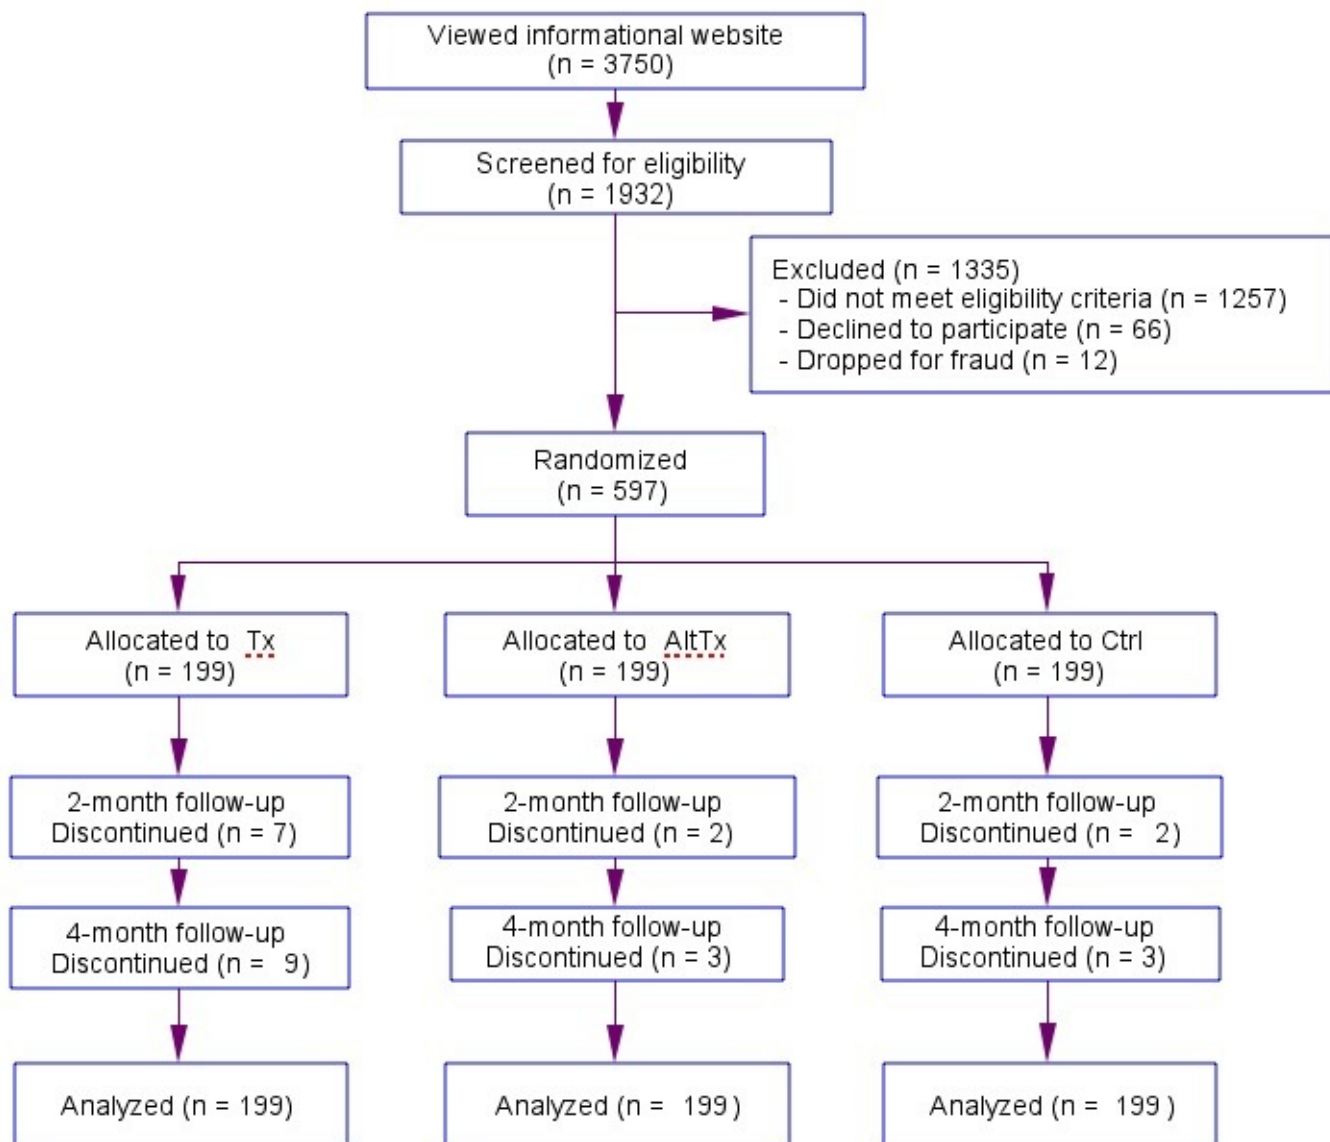 Viewed informational website
(n = 3750)
Screened for eligibility
(n = 1932)
Excluded (n = 1335)
- Did not meet eligibility criteria (n = 1257)
- Declined to participate (n = 66)
- Dropped for fraud (n = 12)
Randomized
(n = 597)
Allocated to Tx
(n = 199)
Allocated to AltTx
(n = 199)
Allocated to Ctrl
(n = 199)
2-month follow-up
Discontinued (n = 7)
2-month follow-up
Discontinued (n = 2)
2-month follow-up
Discontinued (n = 2)
4-month follow-up
Discontinued (n = 9)
4-month follow-up
Discontinued (n = 3)
4-month follow-up
Discontinued (n = 3)
Analyzed (n = 199)
Analyzed (n = 199)
Analyzed (n = 199)